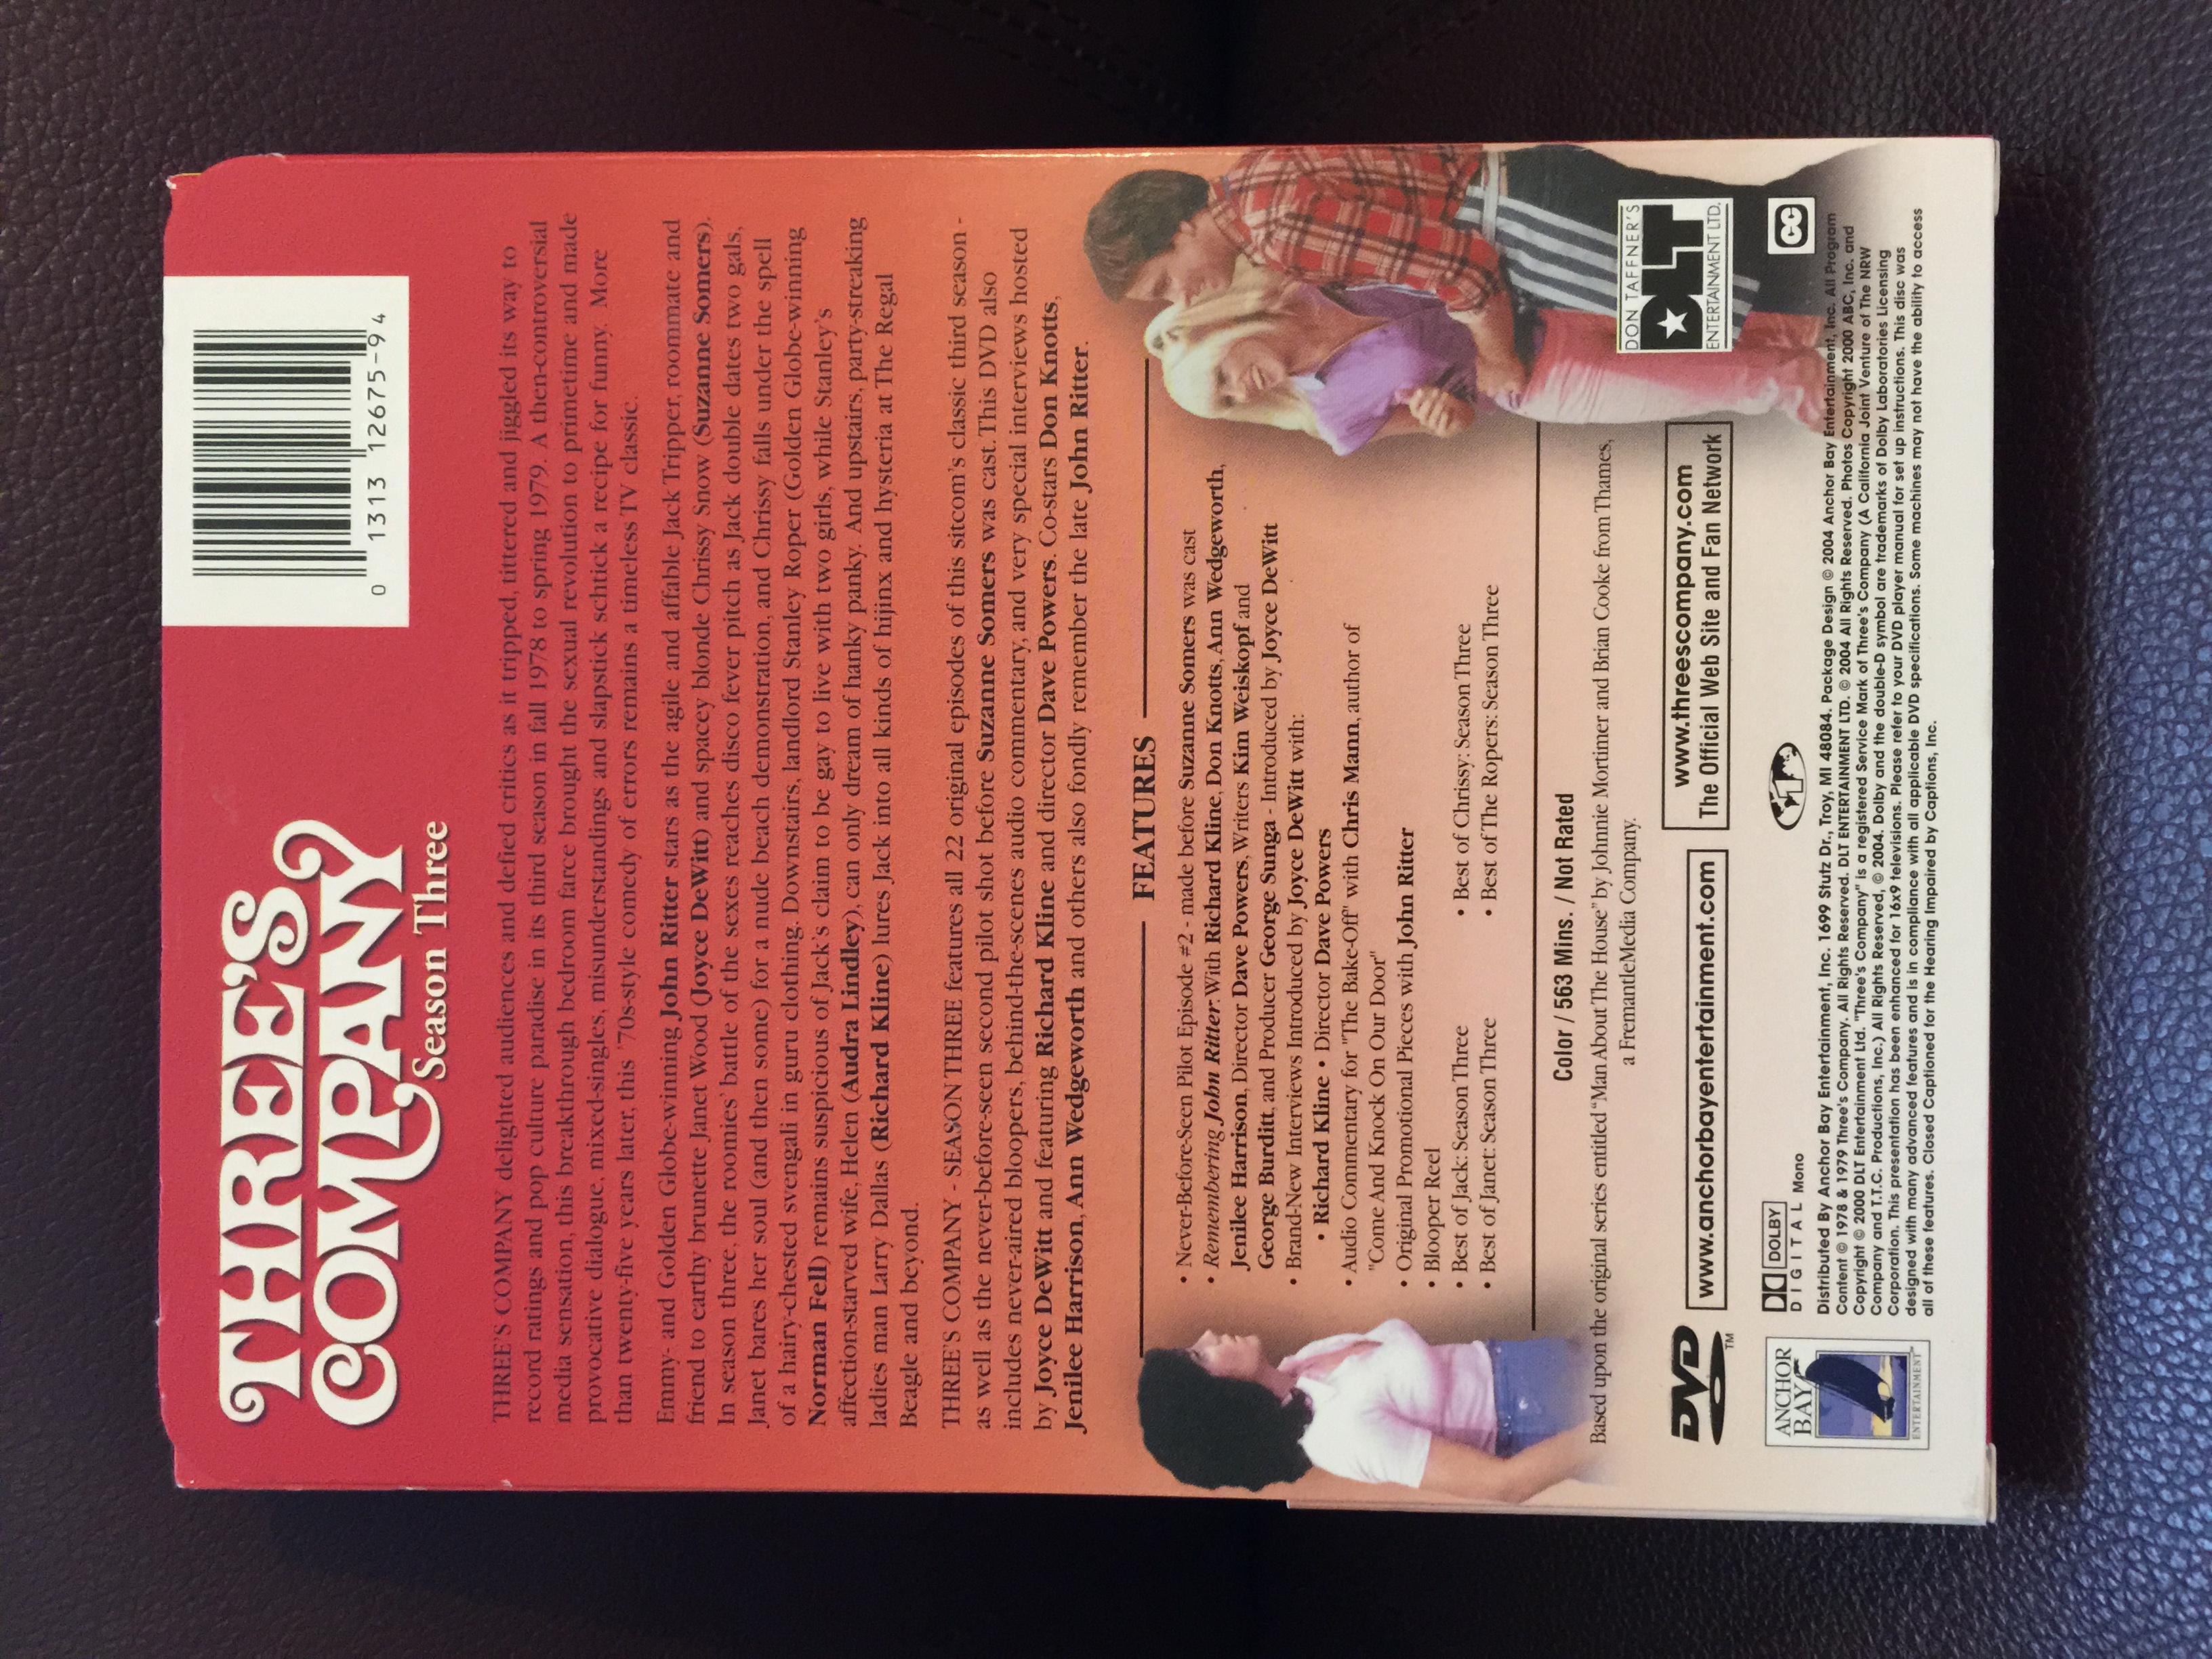 THREE'S
COMPANY
Season Three
0 1313 12675-9 4
THREE'S COMPANY delighted audiences and defied critics as it tripped, tittered and jiggled its way to
record ratings and pop culture paradise in its third season in fall 1978 to spring 1979. A then-controversial
media sensation, this breakthrough bedroom farce brought the sexual revolution to primetime and made
provocative dialogue, mixed-singles, misunderstandings and slapstick schtick a recipe for funny. More
than twenty-five years later, this '70s-style comedy of errors remains a timeless TV classic.
Emmy- and Golden Globe-winning John Ritter stars as the agile and affable Jack Tripper, roommate and
friend to earthy brunette Janet Wood (Joyce DeWitt) and spacey blonde Chrissy Snow (Suzanne Somers).
In season three, the roomies' battle of the sexes reaches disco fever pitch as Jack double dates two gals,
Janet bares her soul (and then some) for a nude beach demonstration, and Chrissy falls under the spell
of a hairy-chested svengali in guru clothing. Downstairs, landlord Stanley Roper (Golden Globe-winning
Norman Fell) remains suspicious of Jack's claim to be gay to live with two girls, while Stanley's
affection-starved wife, Helen (Audra Lindley), can only dream of hanky panky. And upstairs, party-streaking
ladies man Larry Dallas (Richard Kline) lures Jack into all kinds of hijinx and hysteria at The Regal
Beagle and beyond.
THREE'S COMPANY - SEASON THREE features all 22 original episodes of this sitcom's classic third season -
as well as the never-before-seen second pilot shot before Suzanne Somers was cast. This DVD also
includes never-aired bloopers, behind-the-scenes audio commentary, and very special interviews hosted
by Joyce DeWitt and featuring Richard Kline and director Dave Powers. Co-stars Don Knotts,
Jenilee Harrison, Ann Wedgeworth and others also fondly remember the late John Ritter.
FEATURES
• Never-Before-Seen Pilot Episode #2 - made before Suzanne Somers was cast
• Remembering John Ritter: With Richard Kline, Don Knotts, Ann Wedgeworth,
Jenilee Harrison, Director Dave Powers, Writers Kim Weiskopf and
George Burditt, and Producer George Sunga - Introduced by Joyce DeWitt
• Brand-New Interviews Introduced by Joyce DeWitt with:
• Richard Kline • Director Dave Powers
• Audio Commentary for "The Bake-Off" with Chris Mann, author of
"Come And Knock On Our Door"
• Original Promotional Pieces with John Ritter
• Blooper Reel
• Best of Jack: Season Three • Best of Chrissy: Season Three
• Best of Janet: Season Three • Best of The Ropers: Season Three
Color / 563 Mins. / Not Rated
Based upon the original series entitled “Man About The House” by Johnnie Mortimer and Brian Cooke from Thames,
a FremantleMedia Company.
DON TAFFNER'S
DLT
ENTERTAINMENT LTD.
DVD
TM
www.anchorbayentertainment.com
www.threescompany.com
The Official Web Site and Fan Network
ANCHOR
BAY
ENTERTAINMENT™
DOLBY
DIGITAL Mono
1
CC
Distributed By Anchor Bay Entertainment, Inc. 1699 Stutz Dr., Troy, MI 48084. Package Design © 2004 Anchor Bay Entertainment, Inc. All Program
Content © 1978 & 1979 Three's Company. All Rights Reserved. DLT ENTERTAINMENT LTD. © 2004 All Rights Reserved. Photos Copyright 2000 ABC, Inc. and
Copyright © 2000 DLT Entertainment Ltd. "Three's Company" is a registered Service Mark of Three's Company (A California Joint Venture of The NRW
Company and T.T.C. Productions, Inc.) All Rights Reserved, © 2004. Dolby and the double-D symbol are trademarks of Dolby Laboratories Licensing
Corporation. This presentation has been enhanced for 16x9 televisions. Please refer to your DVD player manual for set up instructions. This disc was
designed with many advanced features and is in compliance with all applicable DVD specifications. Some machines may not have the ability to access
all of these features. Closed Captioned for the Hearing Impaired by Captions, Inc.